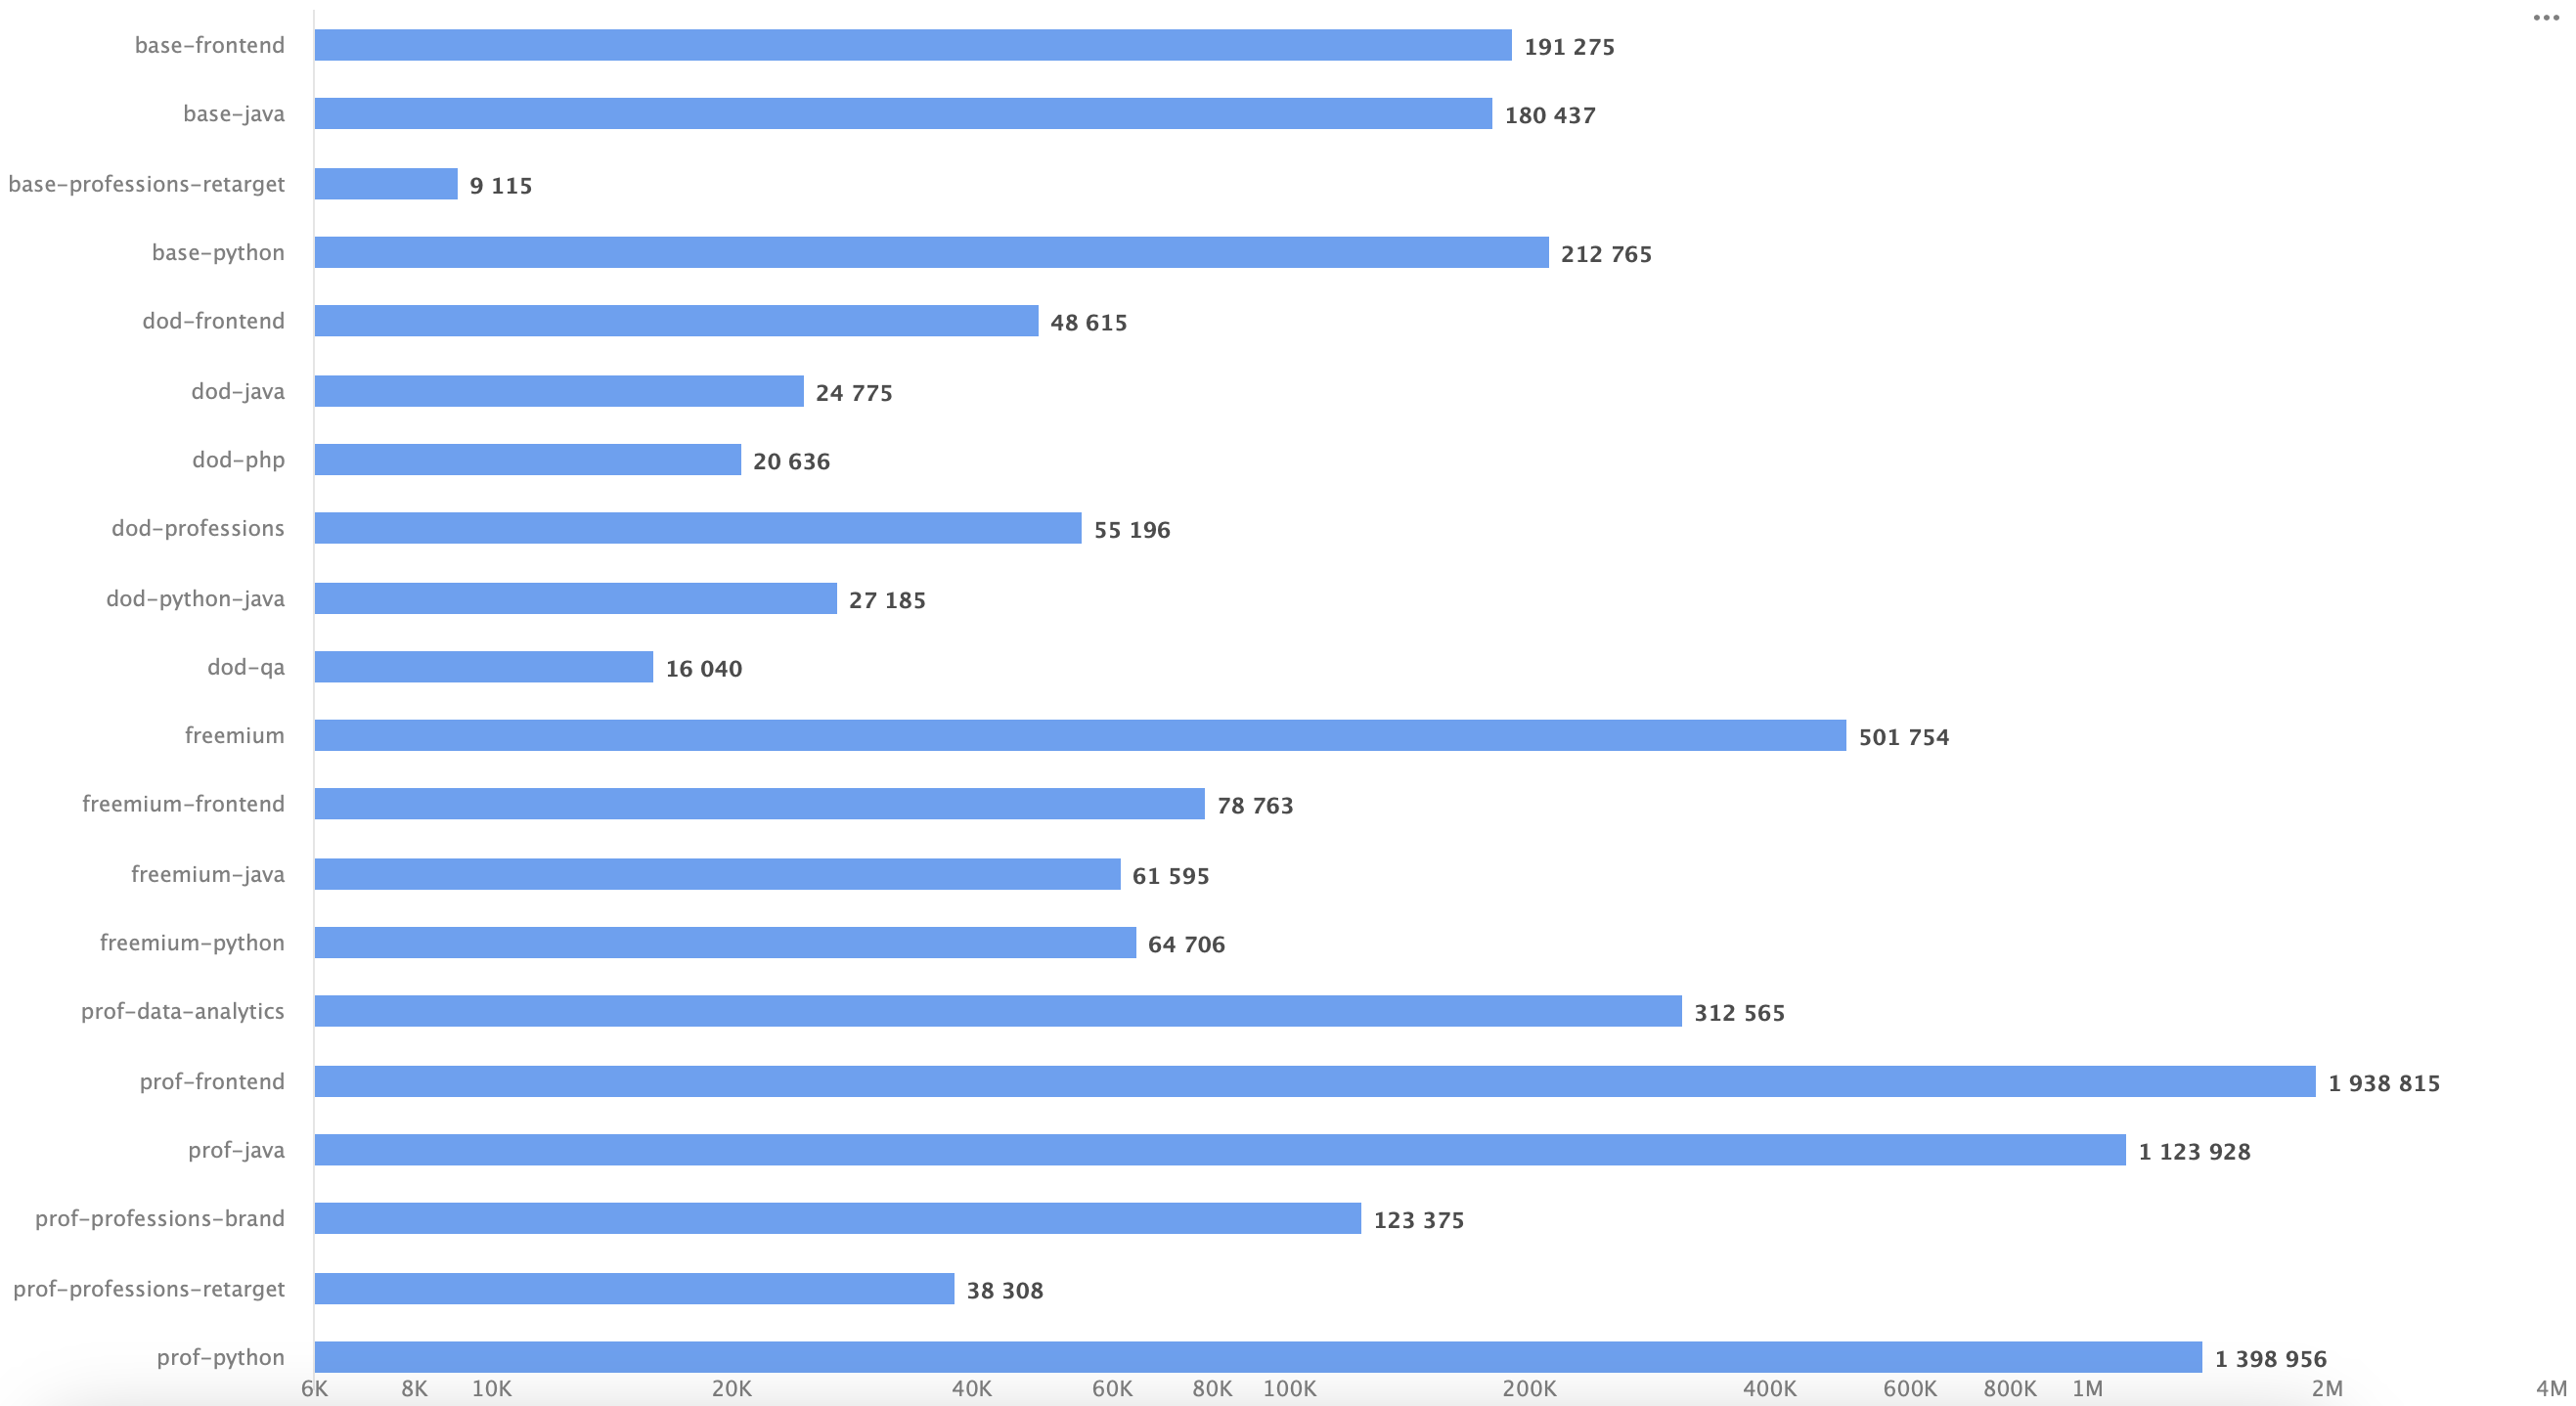 base-frontend 191 275
base-java 180 437
base-professions-retarget 9 115
base-python 212 765
dod-frontend 48 615
dod-java 24 775
dod-php 20 636
dod-professions 55 196
dod-python-java 27 185
dod-qa 16 040
freemium 501 754
freemium-frontend 78 763
freemium-java 61 595
freemium-python 64 706
prof-data-analytics 312 565
prof-frontend 1 938 815
prof-java 1 123 928
prof-professions-brand 123 375
prof-professions-retarget 38 308
prof-python 1 398 956
6K 8K 10K 20K 40K 60K 80K 100K 200K 400K 600K 800K 1M 2M 4M